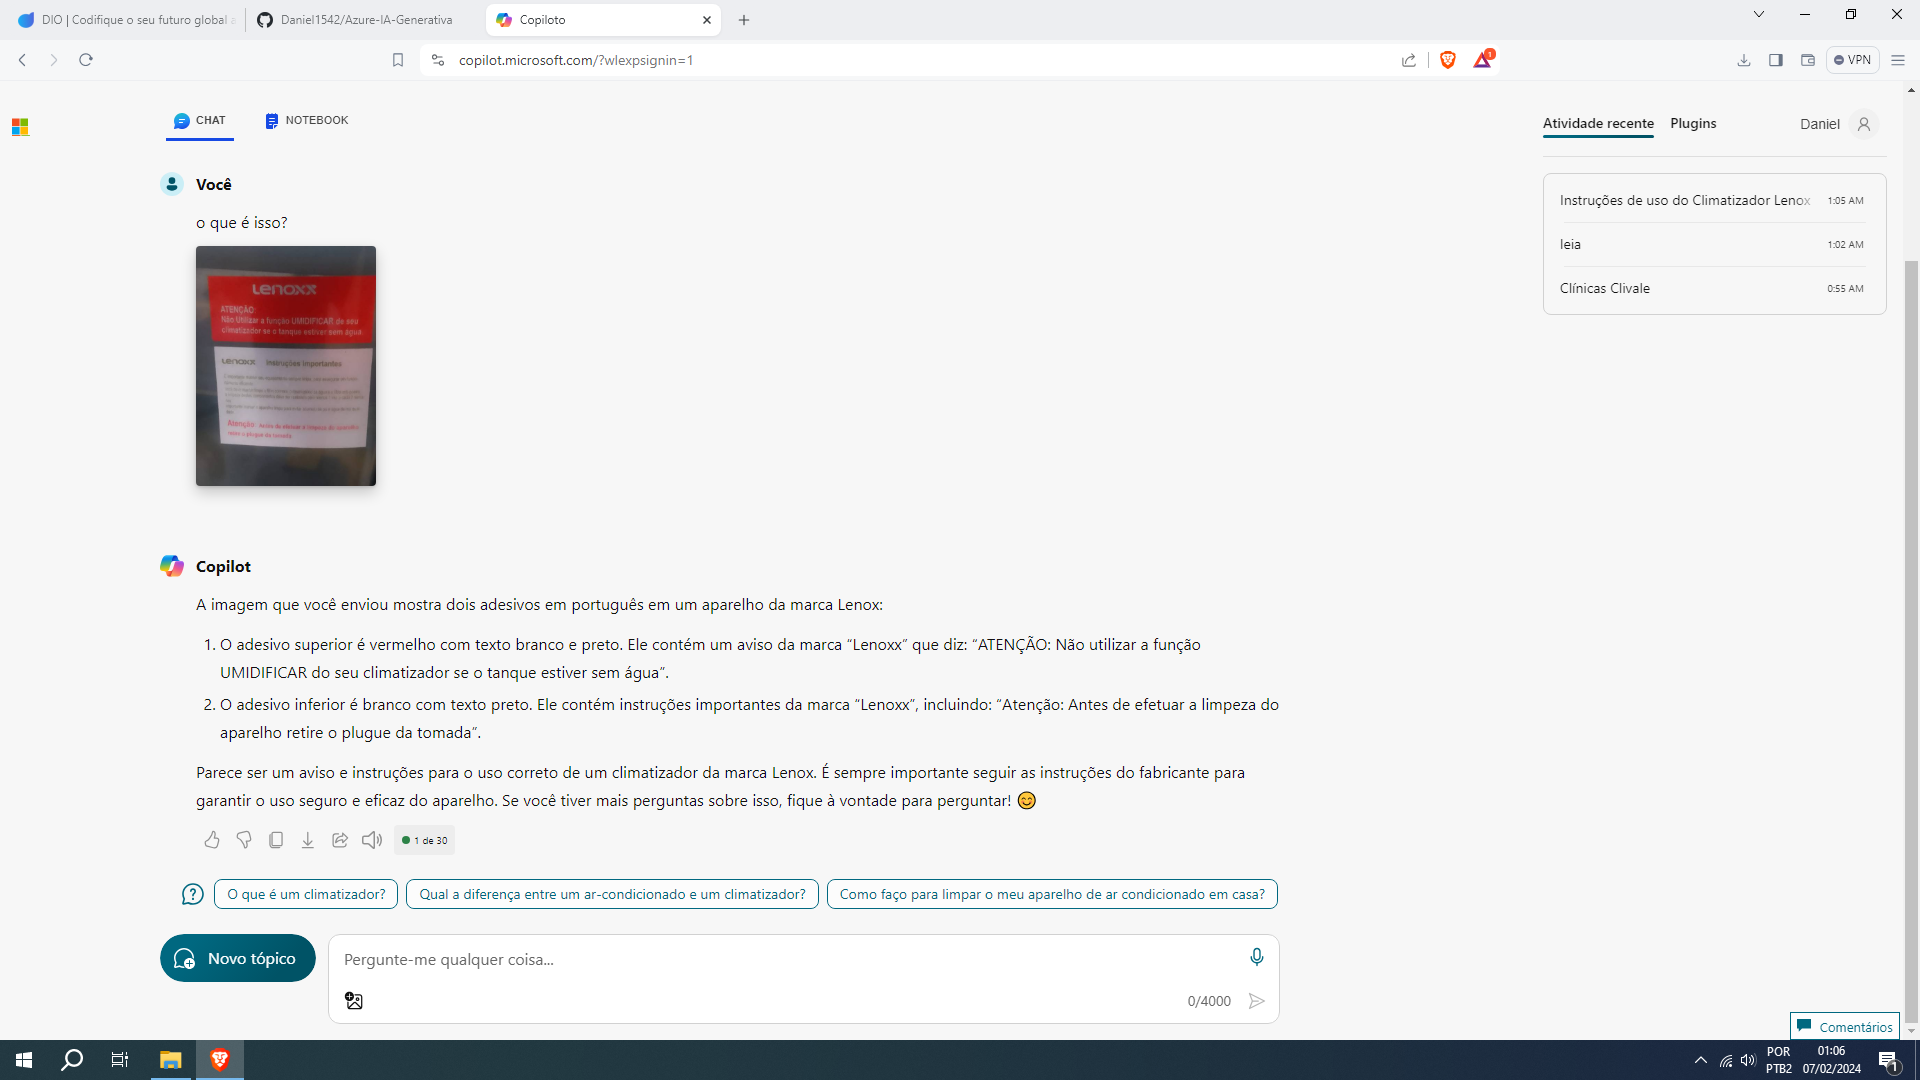 DIO | Codifique o seu futuro global a
Daniel1542/Azure-IA-Generativa
Copiloto
copilot.microsoft.com/?wlexpsignin=1
1
VPN
CHAT
NOTEBOOK
Atividade recente
Plugins
Daniel
Instruções de uso do Climatizador Lenox
1:05 AM
leia
1:02 AM
Clínicas Clivale
0:55 AM
Você
o que é isso?
Lenoxx
ATENÇÃO:
Não Utilizar a função UMIDIFICAR de seu
climatizador se o tanque estiver sem água.
Lenoxx Instruções Importantes
Atenção: Antes de efetuar a limpeza do aparelho
retire o plugue da tomada.
Copilot
A imagem que você enviou mostra dois adesivos em português em um aparelho da marca Lenox:
1. O adesivo superior é vermelho com texto branco e preto. Ele contém um aviso da marca “Lenoxx” que diz: “ATENÇÃO: Não utilizar a função
UMIDIFICAR do seu climatizador se o tanque estiver sem água”.
2. O adesivo inferior é branco com texto preto. Ele contém instruções importantes da marca “Lenoxx”, incluindo: “Atenção: Antes de efetuar a limpeza do
aparelho retire o plugue da tomada”.
Parece ser um aviso e instruções para o uso correto de um climatizador da marca Lenox. É sempre importante seguir as instruções do fabricante para
garantir o uso seguro e eficaz do aparelho. Se você tiver mais perguntas sobre isso, fique à vontade para perguntar! 😊
1 de 30
O que é um climatizador?
Qual a diferença entre um ar-condicionado e um climatizador?
Como faço para limpar o meu aparelho de ar condicionado em casa?
Novo tópico
Pergunte-me qualquer coisa...
0/4000
Comentários
POR
PTB2
01:06
07/02/2024
1